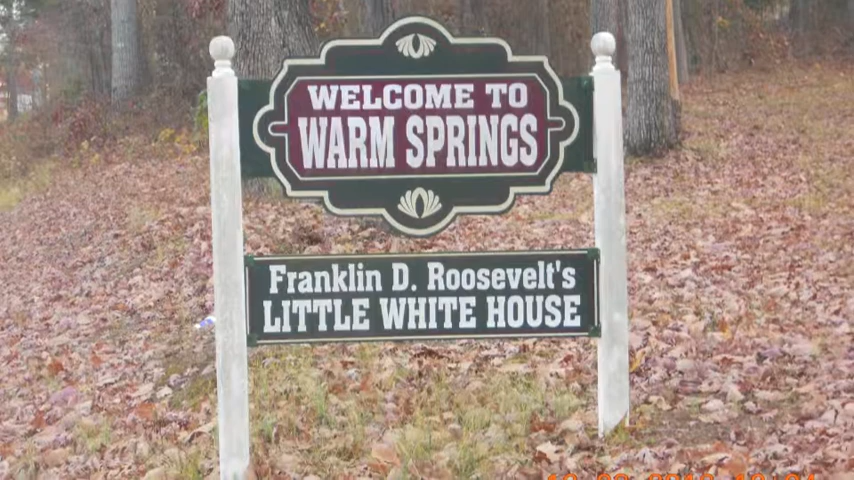 WELCOME TO
WARM SPRINGS
Franklin D. Roosevelt's
LITTLE WHITE HOUSE